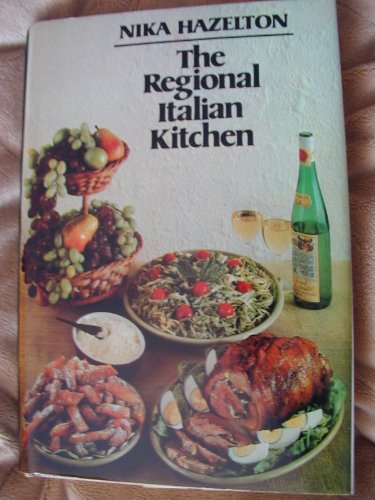 NIKA HAZELTON
The
Regional
Italian
Kitchen